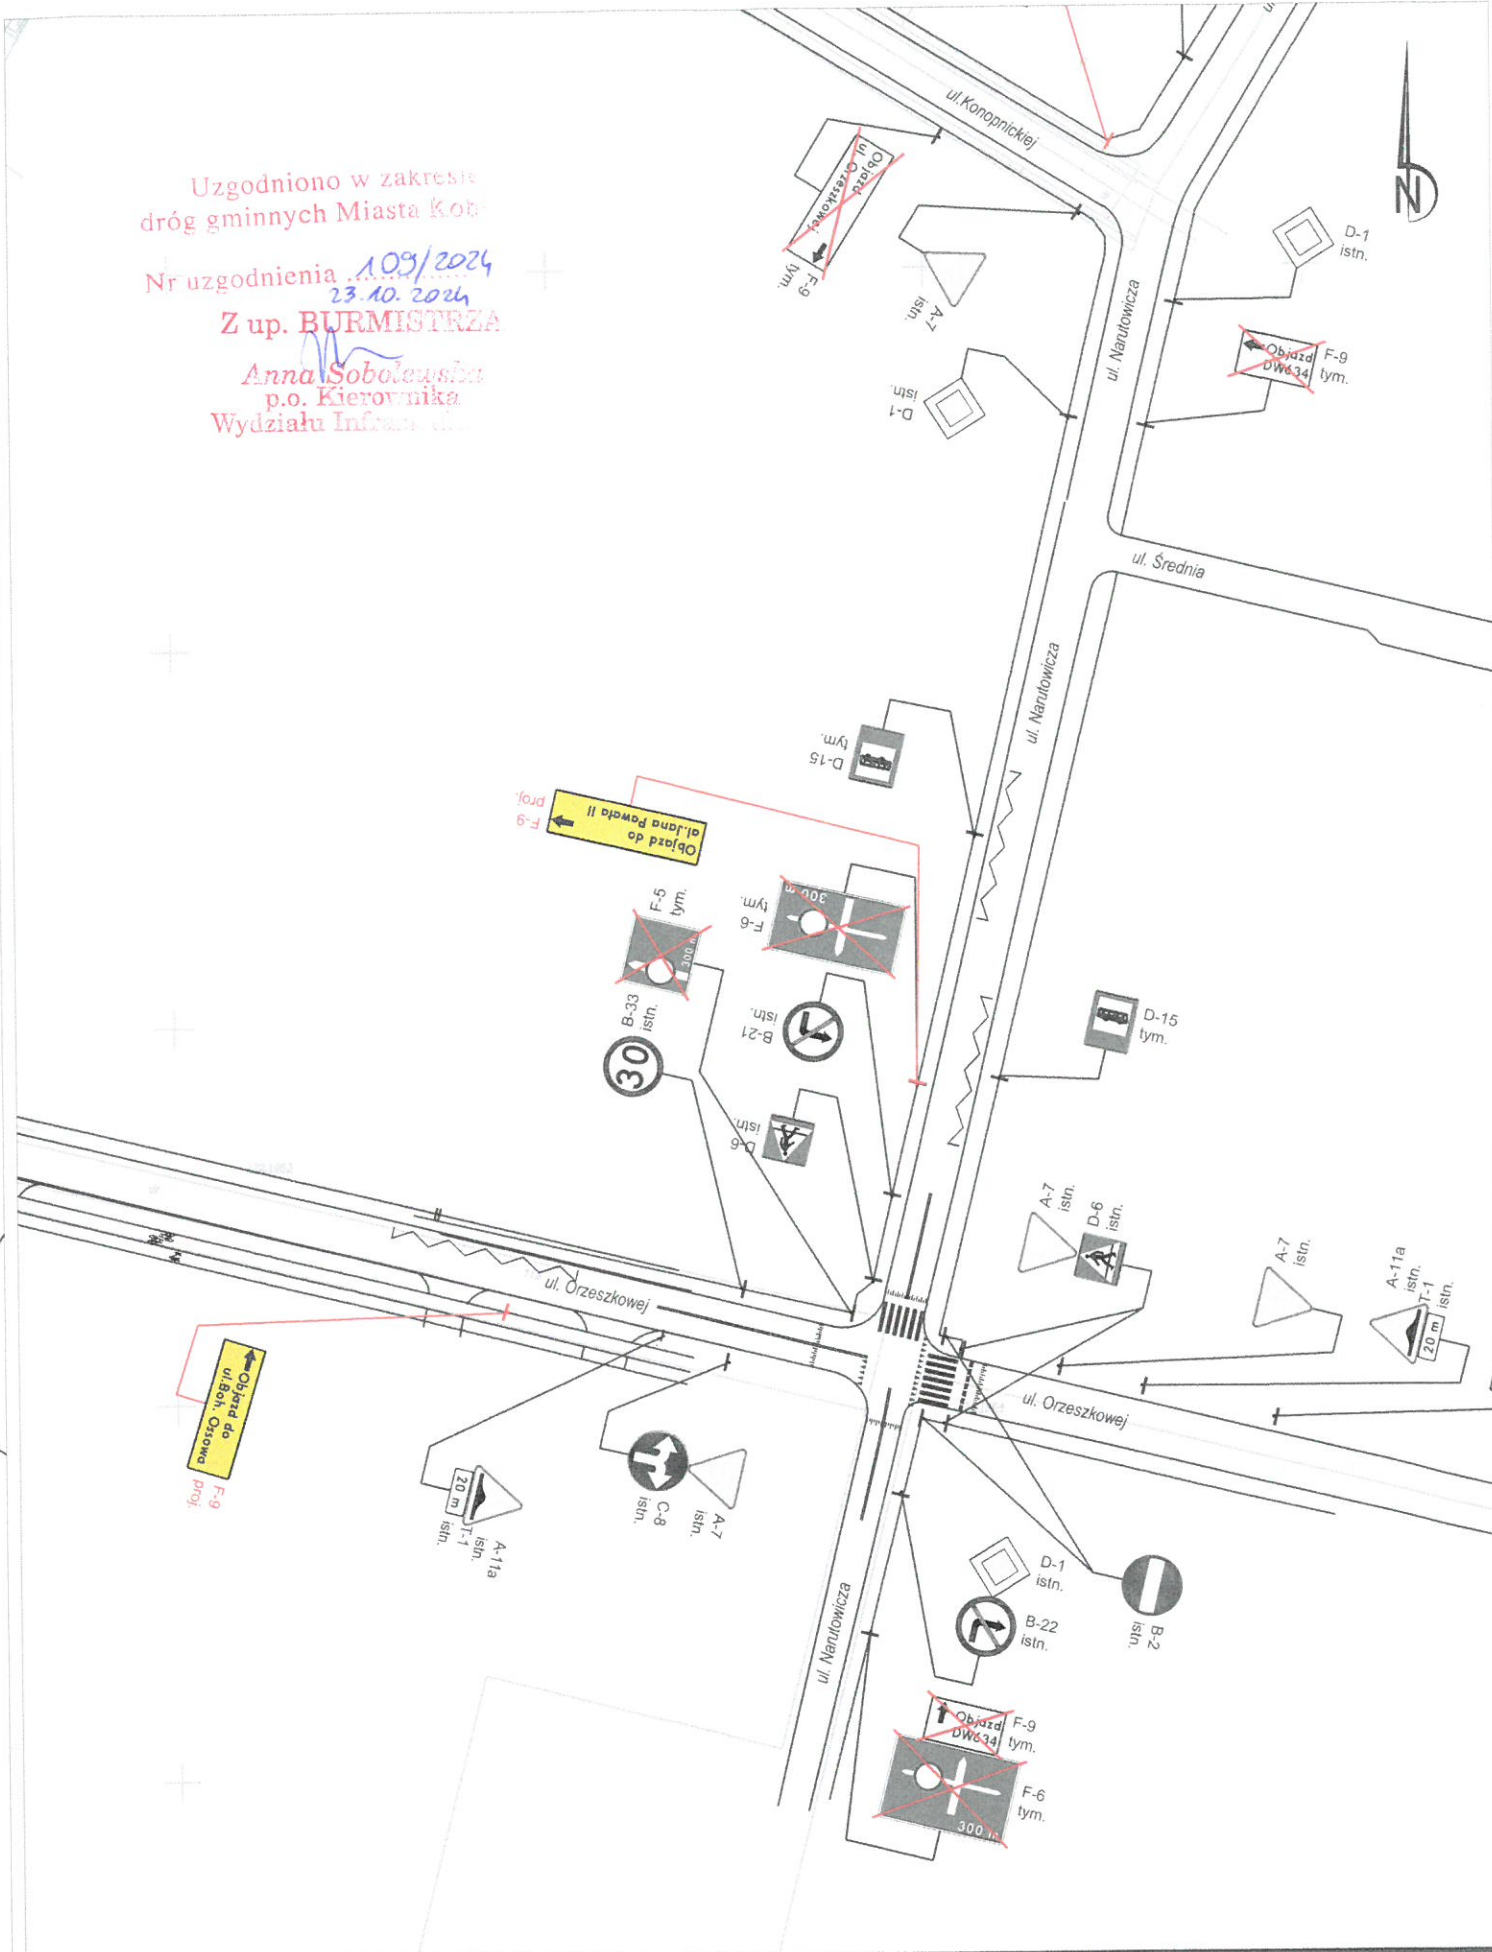 Uzgodniono w zakresie
dróg gminnych Miasta
Nr uzgodnienia 109/2024
23.10.2024
Z up. BURMISTRZA
Anna Sobolewska
p.o. Kierownika
Wydziału
ul.Konopnickiej
N
Objazd
ul. Orzeszkowej
F-9
tym.
A-7
istn.
D-1
istn.
D-1
istn.
ul. Narutowicza
Objazd
DW634
F-9
tym.
ul. Średnia
ul. Narutowicza
D-15
tym.
Objazd do
al.Jana Pawła II
F-9
proj.
300 m
F-6
tym.
F-5
tym.
300 m
B-33
istn.
30
B-21
istn.
D-6
istn.
D-15
tym.
A-7
istn.
D-6
istn.
A-7
istn.
A-11a
istn.
T-1
istn.
20 m
ul. Orzeszkowej
ul. Orzeszkowej
Objazd do
ul.Boh. Ossowa
F-9
proj.
20 m
A-11a
istn.
T-1
istn.
C-8
istn.
A-7
istn.
D-1
istn.
B-22
istn.
B-2
istn.
ul. Narutowicza
Objazd
DW634
F-9
tym.
F-6
tym.
300 m